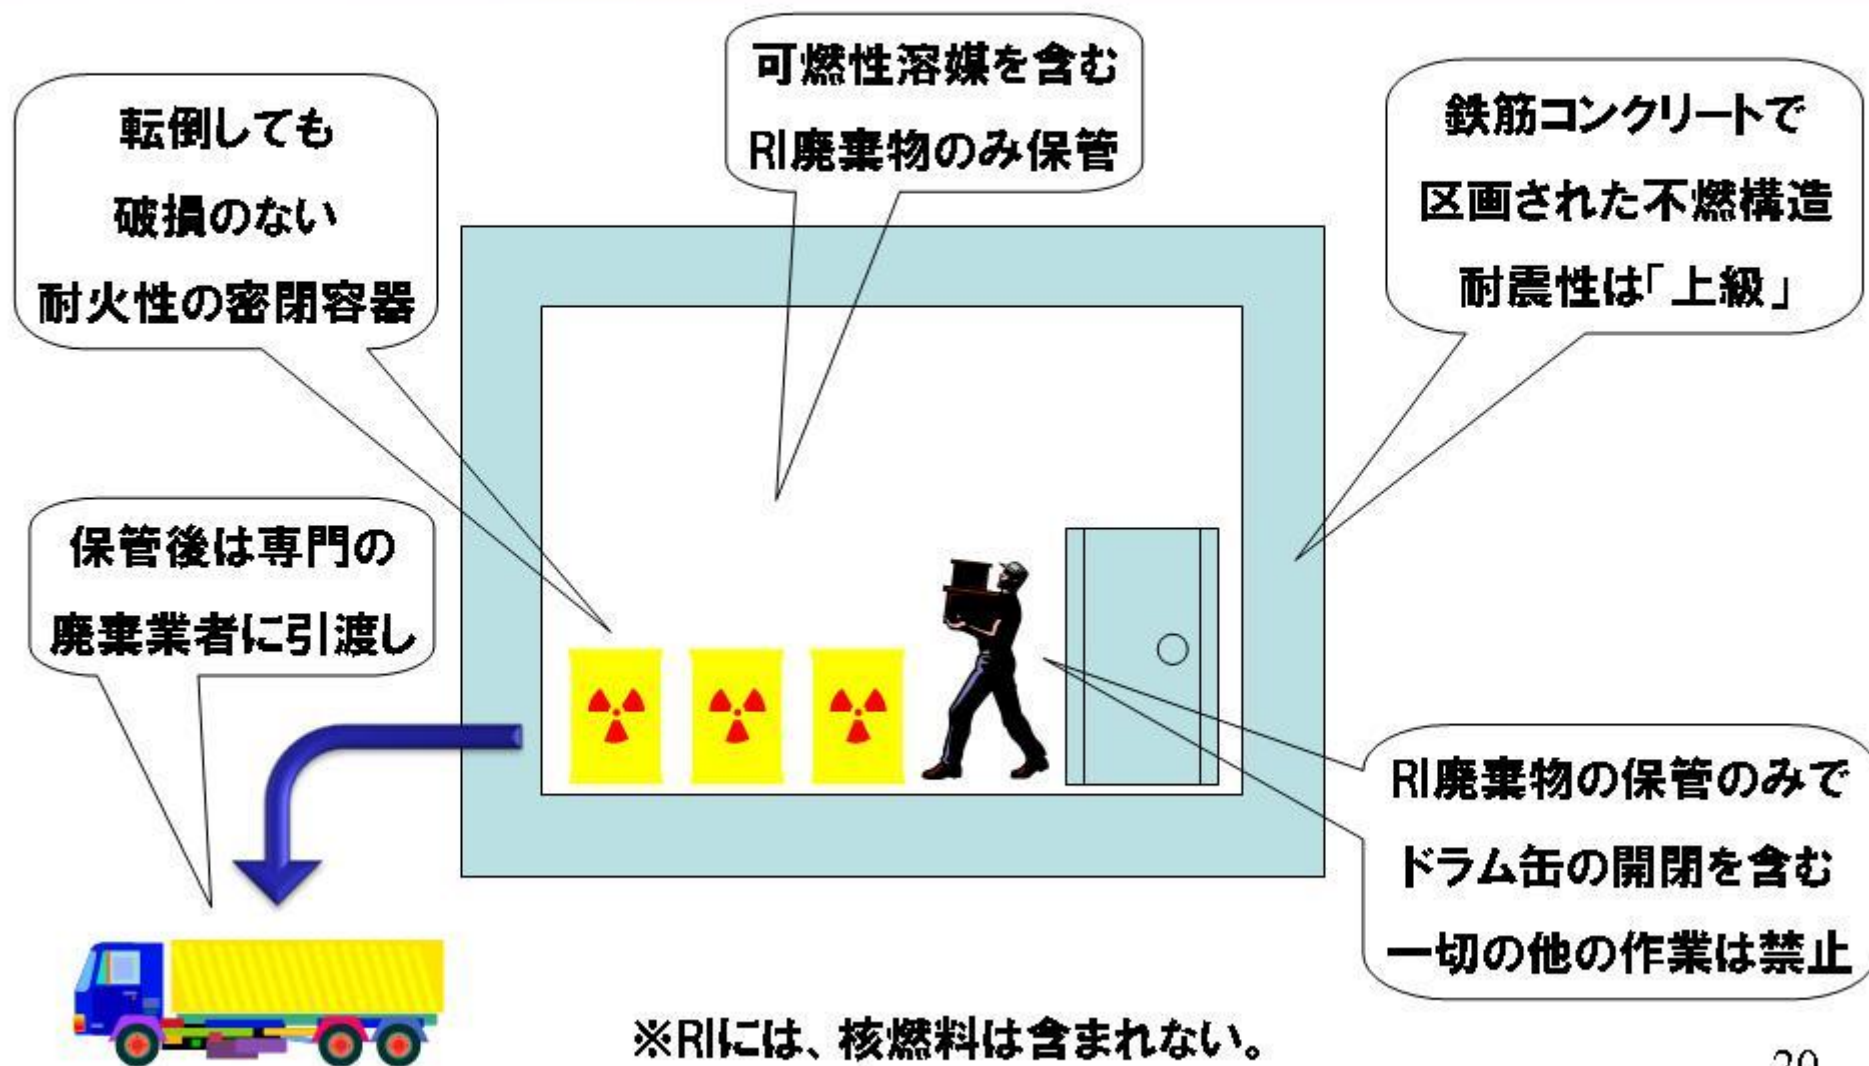 可燃性溶媒を含む
RI廃棄物のみ保管
転倒しても
破損のない
耐火性の密閉容器
鉄筋コンクリートで
区画された不燃構造
耐震性は「上級」
保管後は専門の
廃棄業者に引渡し
RI廃棄物の保管のみで
ドラム缶の開閉を含む
一切の他の作業は禁止
※RIには、核燃料は含まれない。